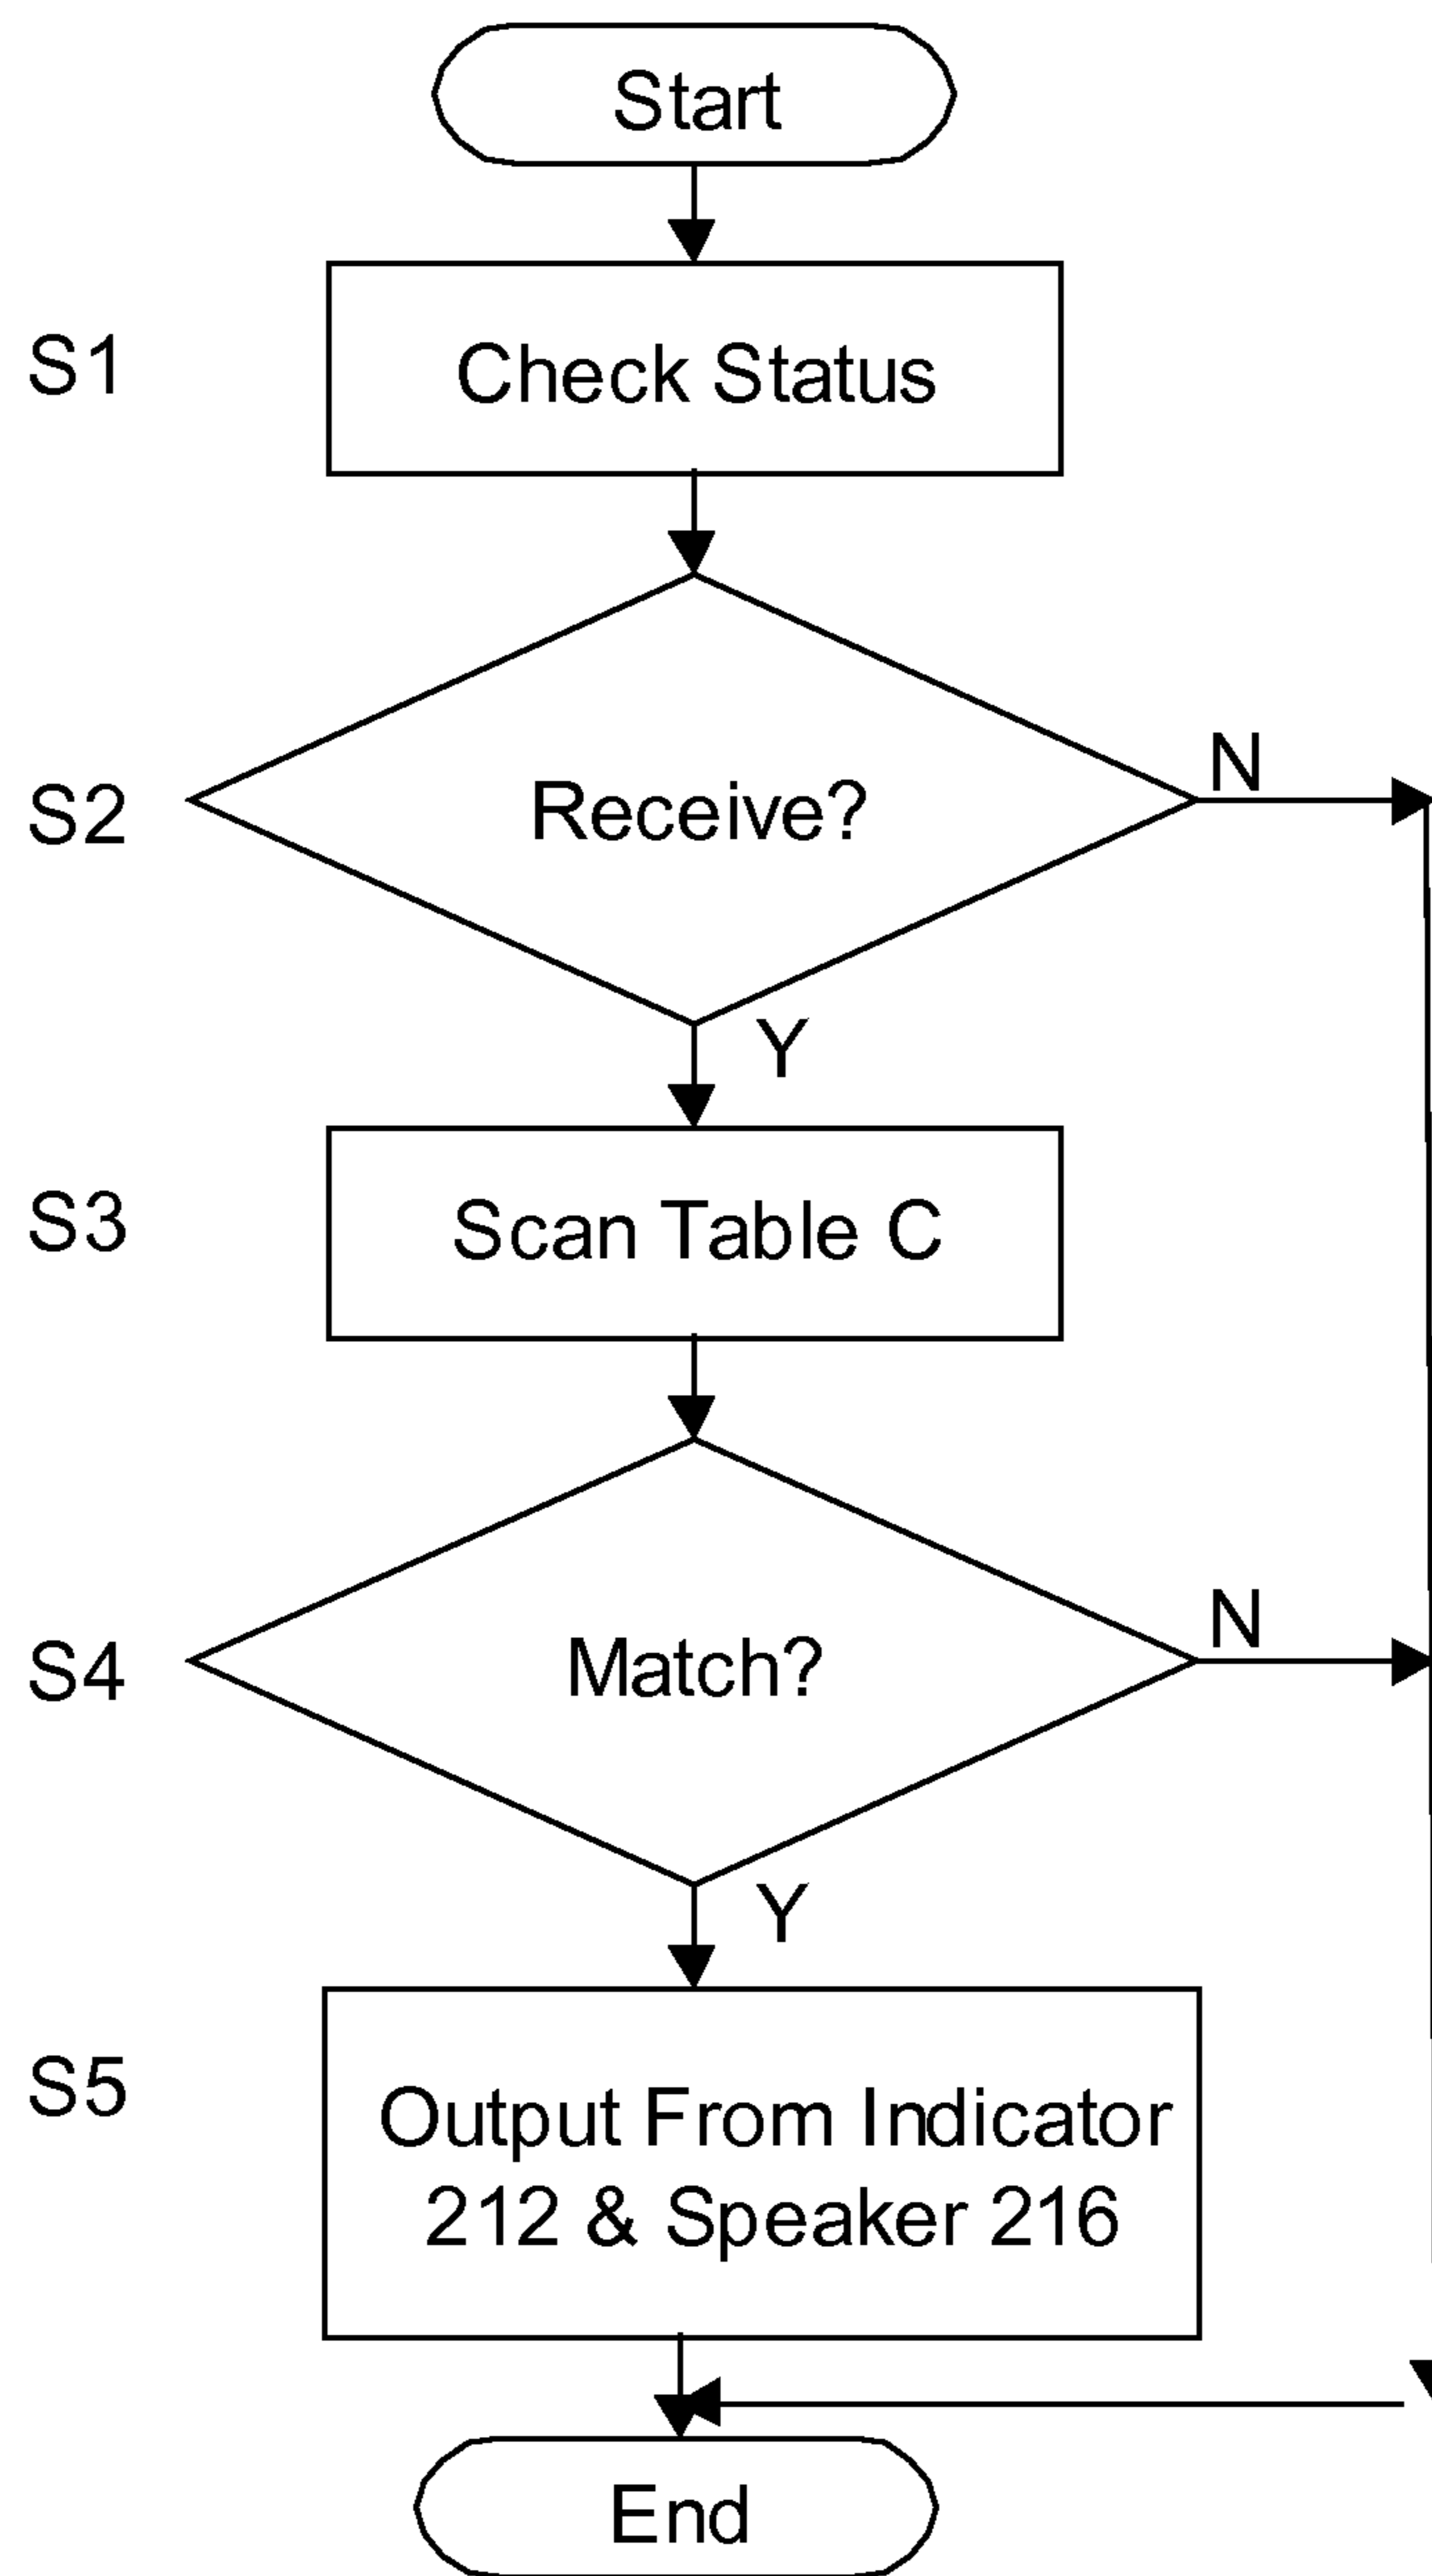 Start
S1
Check Status
S2
Receive?
N
Y
S3
Scan Table C
S4
Match?
N
Y
S5
Output From Indicator
212 & Speaker 216
End